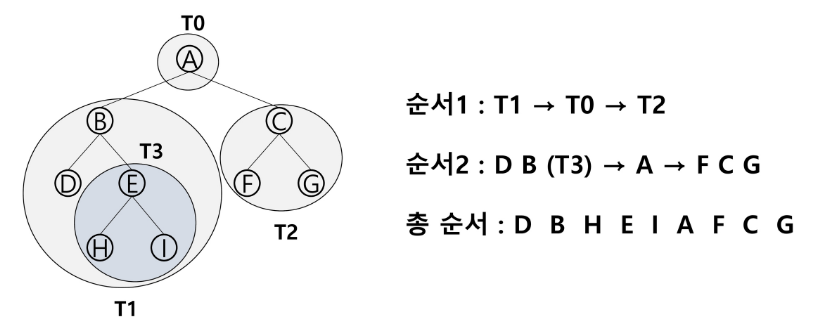 T0
A
B
C
T3
D
E
F
G
H
I
T2
T1
순서1 : T1 → T0 → T2
순서2 : D B (T3) → A → F C G
총 순서 : D B H E I A F C G